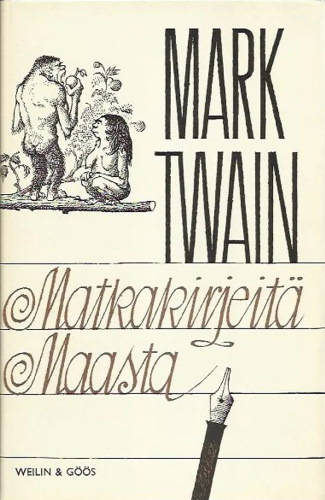 MARK
TWAIN
Matkakirjeitä
Maasta
WEILIN & GÖÖS